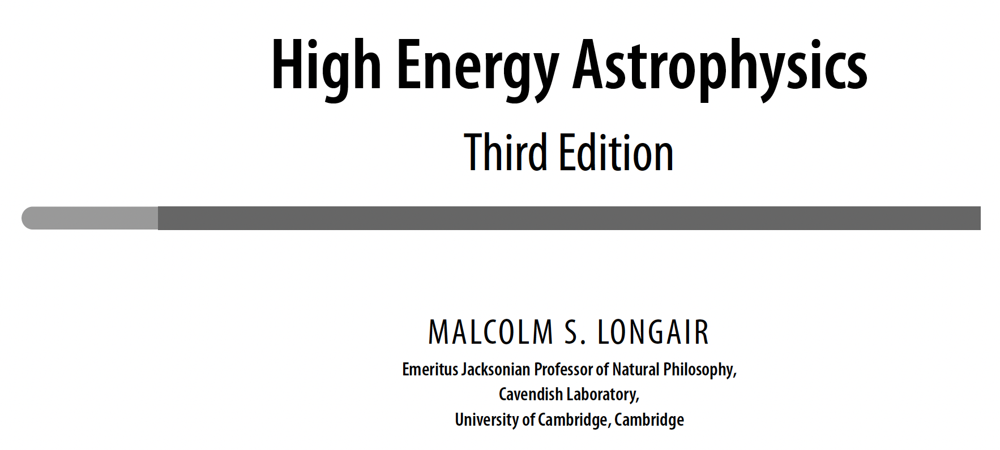 High Energy Astrophysics
Third Edition
MALCOLM S. LONGAIR
Emeritus Jacksonian Professor of Natural Philosophy,
Cavendish Laboratory,
University of Cambridge, Cambridge